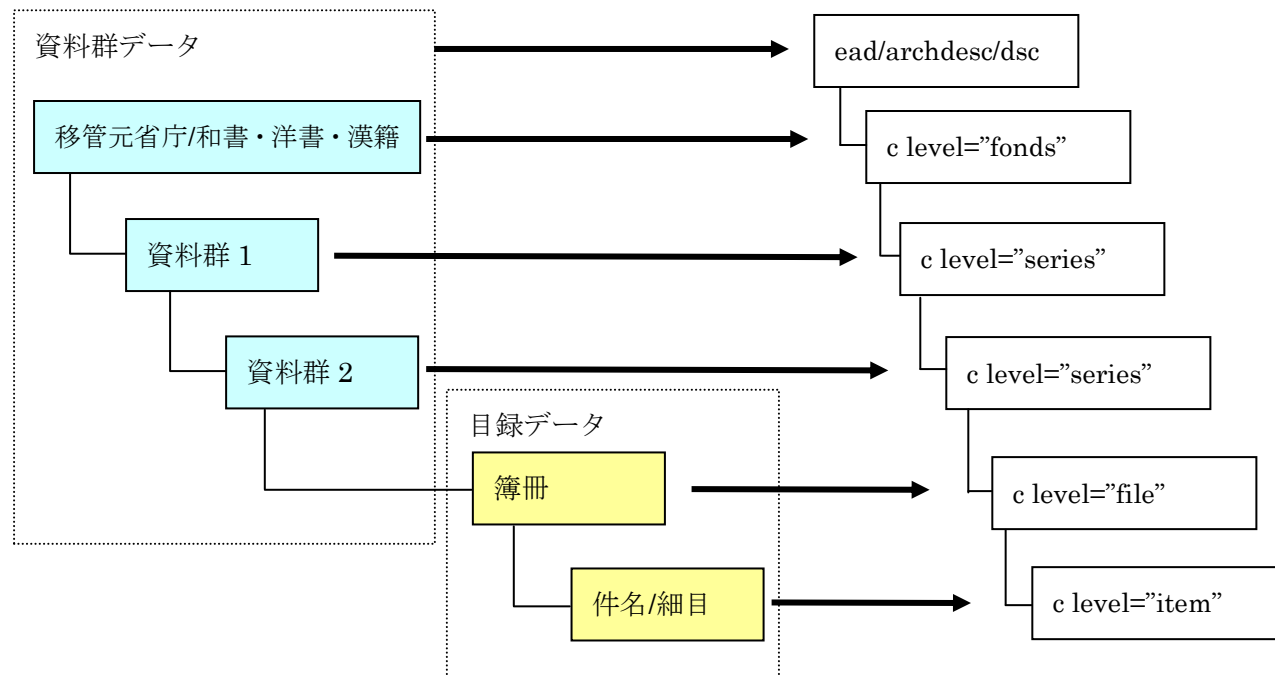 資料群データ
ead/archdesc/dsc
移管元省庁/和書・洋書・漢籍
c level=”fonds”
資料群 1
c level=”series”
資料群 2
c level=”series”
目録データ
簿冊
c level=”file”
件名/細目
c level=”item”